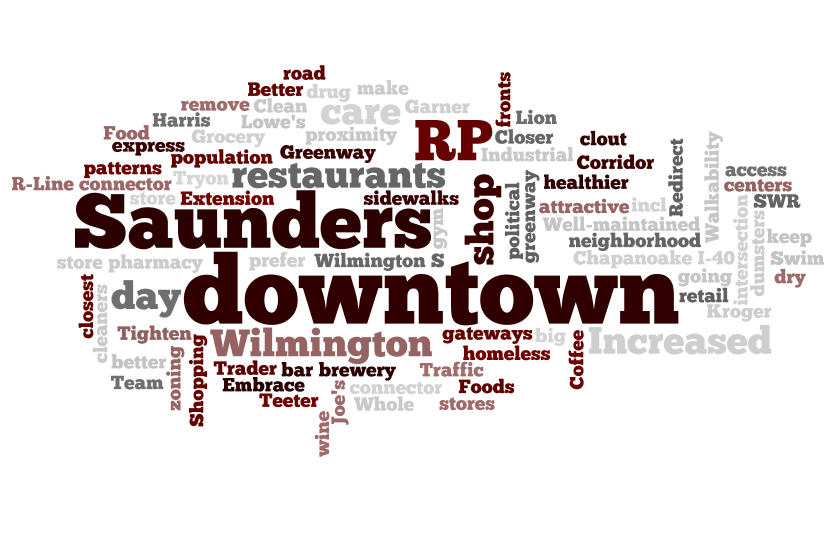 road
Better drug make
remove Clean care Garner fronts
Harris Lowe's Lion
Food Grocery proximity RP Closer clout
express
patterns population Greenway Industrial Corridor Redirect Walkability
R-Line connector Tryon restaurants shop healthier access
centers
store Extension sidewalks political attractive incl SWR
Saunders gym greenway Well-maintained intersection
neighborhood dumsters keep
store pharmacy prefer Wilmington S Chapanoake I-40 Swim
closest day downtown going dry
retail
cleaners Kroger
Tighten Wilmington gateways big Increased
better zoning Shopping homeless Coffee
Trader bar brewery Traffic
Team Embrace connector Foods
Teeter Joe's Whole stores
wine